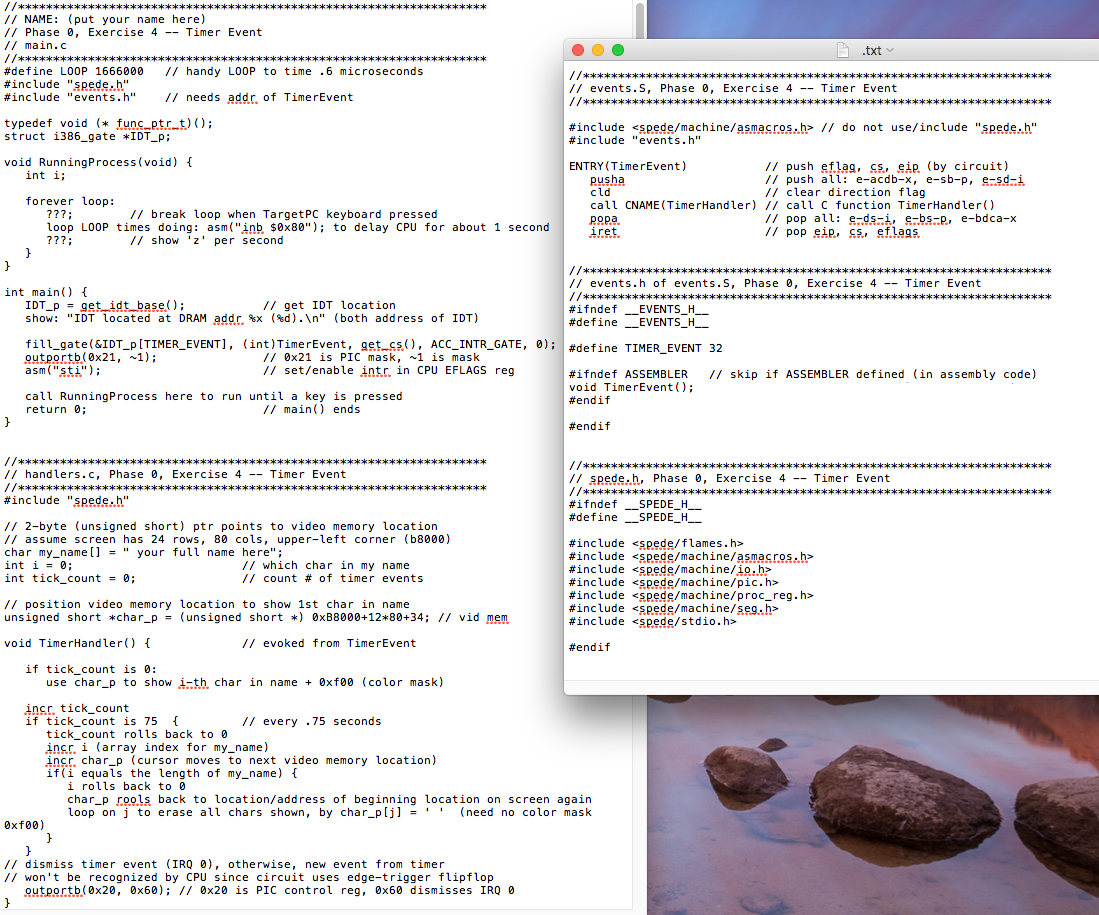 //*******************************************************************
// NAME: (put your name here)
// Phase 0, Exercise 4 -- Timer Event
// main.c
//*******************************************************************
#define LOOP 1666000   // handy LOOP to time .6 microseconds
#include "spede.h"
#include "events.h"    // needs addr of TimerEvent

typedef void (* func_ptr_t)();
struct i386_gate *IDT_p;

void RunningProcess(void) {
   int i;

   forever loop:
      ???;        // break loop when TargetPC keyboard pressed
      loop LOOP times doing: asm("inb $0x80"); to delay CPU for about 1 second
      ???;        // show 'z' per second
   }
}

int main() {
   IDT_p = get_idt_base();           // get IDT location
   show: "IDT located at DRAM addr %x (%d).\n" (both address of IDT)

   fill_gate(&IDT_p[TIMER_EVENT], (int)TimerEvent, get_cs(), ACC_INTR_GATE, 0);
   outportb(0x21, ~1);               // 0x21 is PIC mask, ~1 is mask
   asm("sti");                       // set/enable intr in CPU EFLAGS reg

   call RunningProcess here to run until a key is pressed
   return 0;                         // main() ends
}

//*******************************************************************
// handlers.c, Phase 0, Exercise 4 -- Timer Event
//*******************************************************************
#include "spede.h"

// 2-byte (unsigned short) ptr points to video memory location
// assume screen has 24 rows, 80 cols, upper-left corner (b8000)
char my_name[] = " your full name here";
int i = 0;                        // which char in my name
int tick_count = 0;               // count # of timer events

// position video memory location to show 1st char in name
unsigned short *char_p = (unsigned short *) 0xB8000+12*80+34; // vid mem

void TimerHandler() {             // evoked from TimerEvent

   if tick_count is 0:
      use char_p to show i-th char in name + 0xf00 (color mask)

   incr tick_count
   if tick_count is 75  {         // every .75 seconds
      tick_count rolls back to 0
      incr i (array index for my_name)
      incr char_p (cursor moves to next video memory location)
      if(i equals the length of my_name) {
         i rolls back to 0
         char_p rools back to location/address of beginning location on screen again
         loop on j to erase all chars shown, by char_p[j] = ' '  (need no color mask
0xf00)
      }
   }
// dismiss timer event (IRQ 0), otherwise, new event from timer
// won't be recognized by CPU since circuit uses edge-trigger flipflop
   outportb(0x20, 0x60); // 0x20 is PIC control reg, 0x60 dismisses IRQ 0
}

.txt
//*******************************************************************
// events.S, Phase 0, Exercise 4 -- Timer Event
//*******************************************************************

#include <spede/machine/asmacros.h> // do not use/include "spede.h"
#include "events.h"

ENTRY(TimerEvent)           // push eflag, cs, eip (by circuit)
   pusha                    // push all: e-acdb-x, e-sb-p, e-sd-i
   cld                      // clear direction flag
   call CNAME(TimerHandler) // call C function TimerHandler()
   popa                     // pop all: e-ds-i, e-bs-p, e-bdca-x
   iret                     // pop eip, cs, eflags

//*******************************************************************
// events.h of events.S, Phase 0, Exercise 4 -- Timer Event
//*******************************************************************
#ifndef __EVENTS_H__
#define __EVENTS_H__

#define TIMER_EVENT 32

#ifndef ASSEMBLER   // skip if ASSEMBLER defined (in assembly code)
void TimerEvent();
#endif

#endif

//*******************************************************************
// spede.h, Phase 0, Exercise 4 -- Timer Event
//*******************************************************************
#ifndef __SPEDE_H__
#define __SPEDE_H__

#include <spede/flames.h>
#include <spede/machine/asmacros.h>
#include <spede/machine/io.h>
#include <spede/machine/pic.h>
#include <spede/machine/proc_reg.h>
#include <spede/machine/seg.h>
#include <spede/stdio.h>

#endif